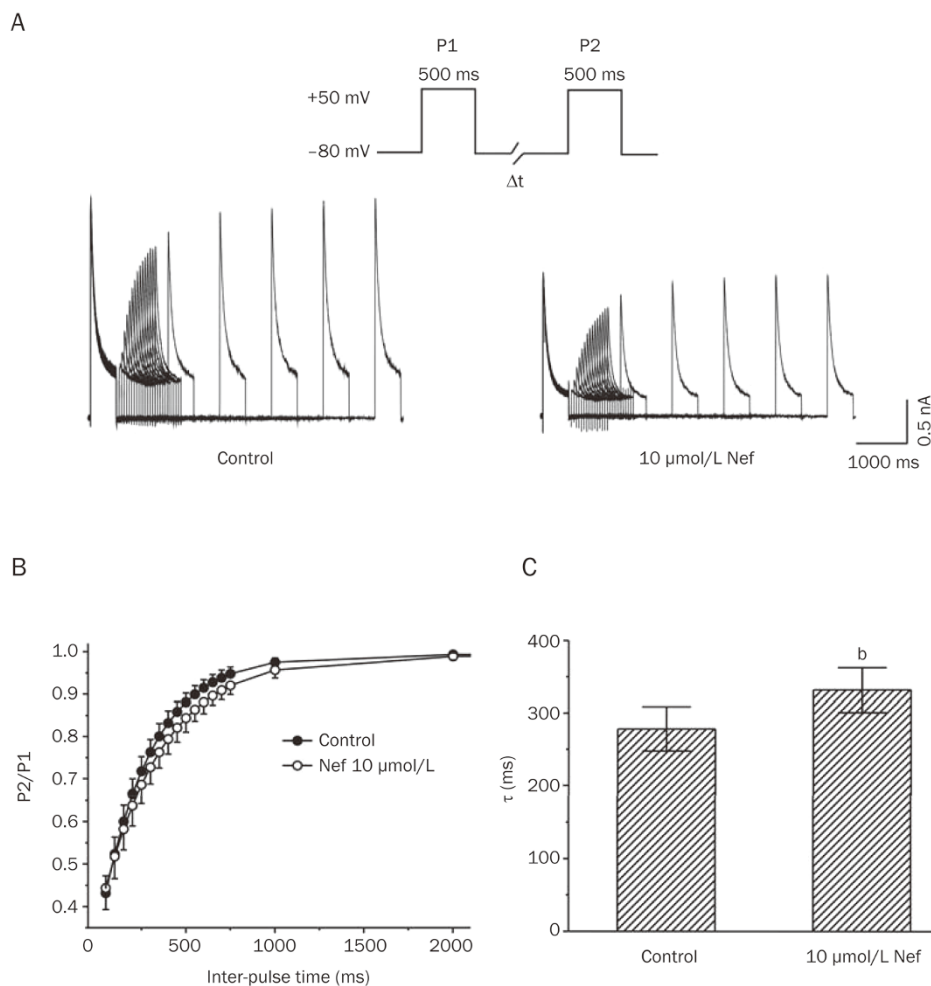 A
P1
P2
500 ms
500 ms
+50 mV
–80 mV
Δt
Control
10 μmol/L Nef
0.5 nA
1000 ms
B
C
1.0
0.9
0.8
0.7
0.6
0.5
0.4
P2/P1
Control
Nef 10 μmol/L
0
500
1000
1500
2000
Inter-pulse time (ms)
400
300
200
100
0
τ (ms)
b
Control
10 μmol/L Nef